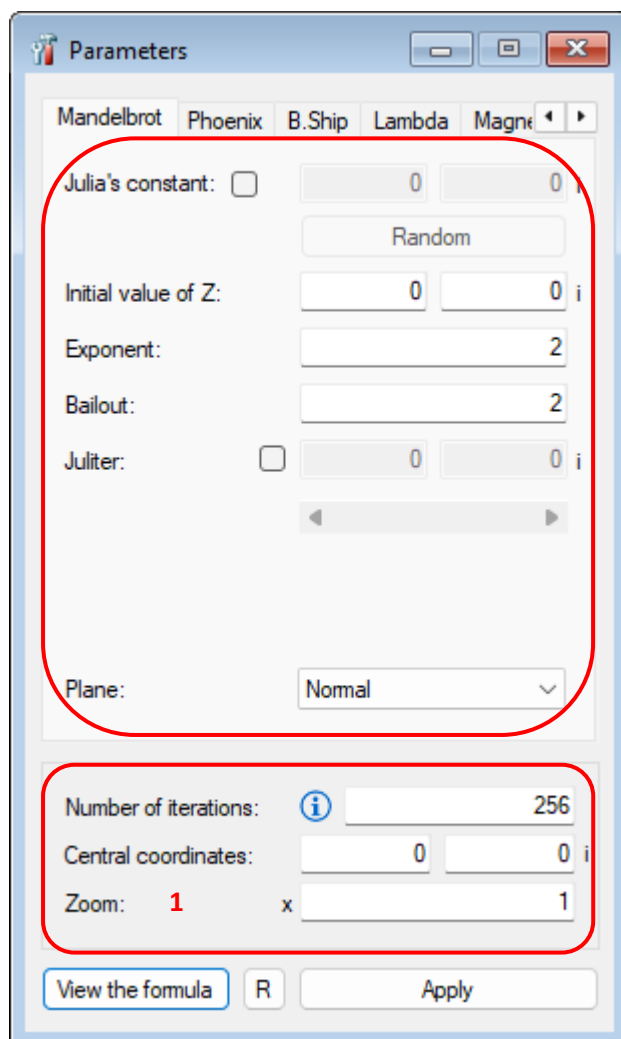 Parameters
Mandelbrot Phoenix B.Ship Lambda Magne
Julia's constant: 0 0 i
Random
Initial value of Z: 0 0 i
Exponent: 2
Bailout: 2
Juliter: 0 0 i
Plane: Normal
Number of iterations: 256
Central coordinates: 0 0 i
Zoom: 1 x 1
View the formula R Apply